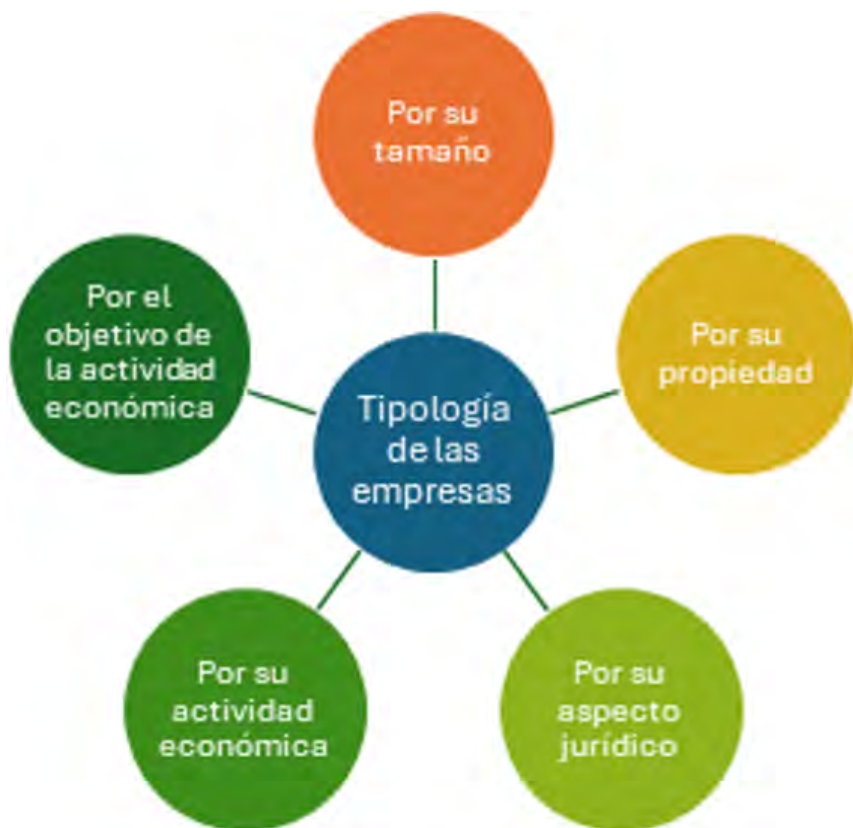 Por su
tamaño
Por el
objetivo de
la actividad
económica
Por su
propiedad
Tipología
de las
empresas
Por su
actividad
económica
Por su
aspecto
jurídico